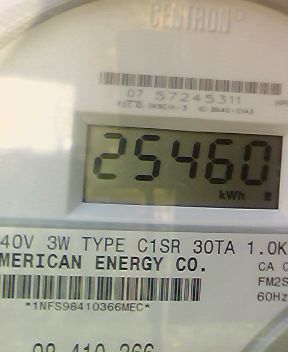 CENTRON®
07 57245311
25460
kWh
40V 3W TYPE C1SR 30TA 1.0K
MERICAN ENERGY CO.
CA 0
FM2S
60Hz
*1NFS98410366MEC*
98 410 366